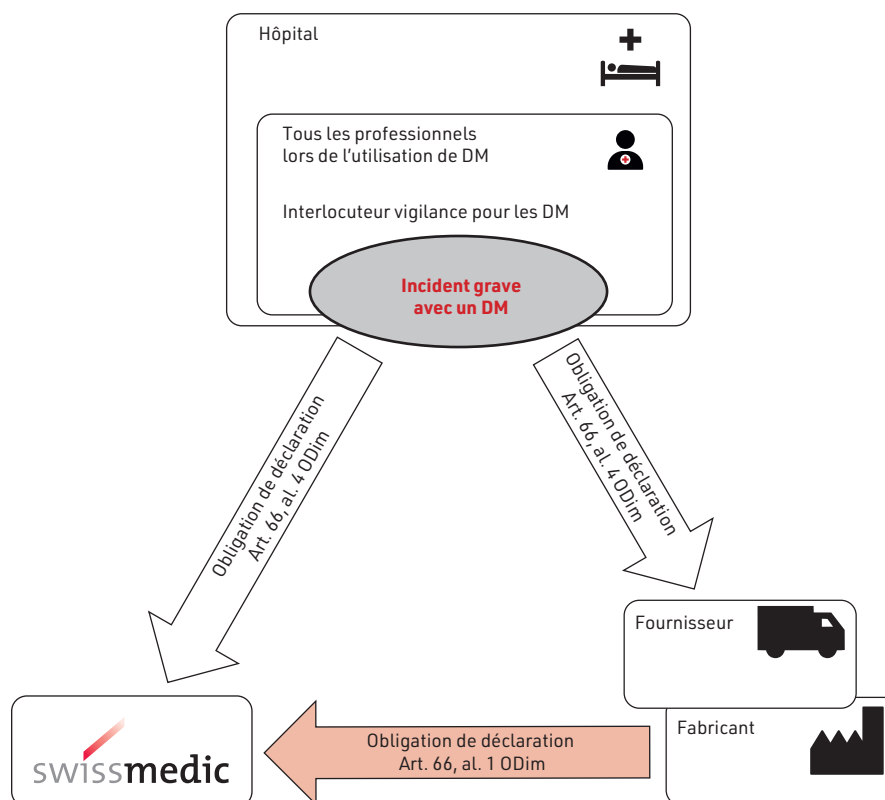 Hôpital
Tous les professionnels
lors de l'utilisation de DM
Interlocuteur vigilance pour les DM
Incident grave
avec un DM
Obligation de déclaration
Art. 66, al. 4 ODim
Obligation de déclaration
Art. 66, al. 4 ODim
Fournisseur
Fabricant
Obligation de déclaration
Art. 66, al. 1 ODim
swissmedic